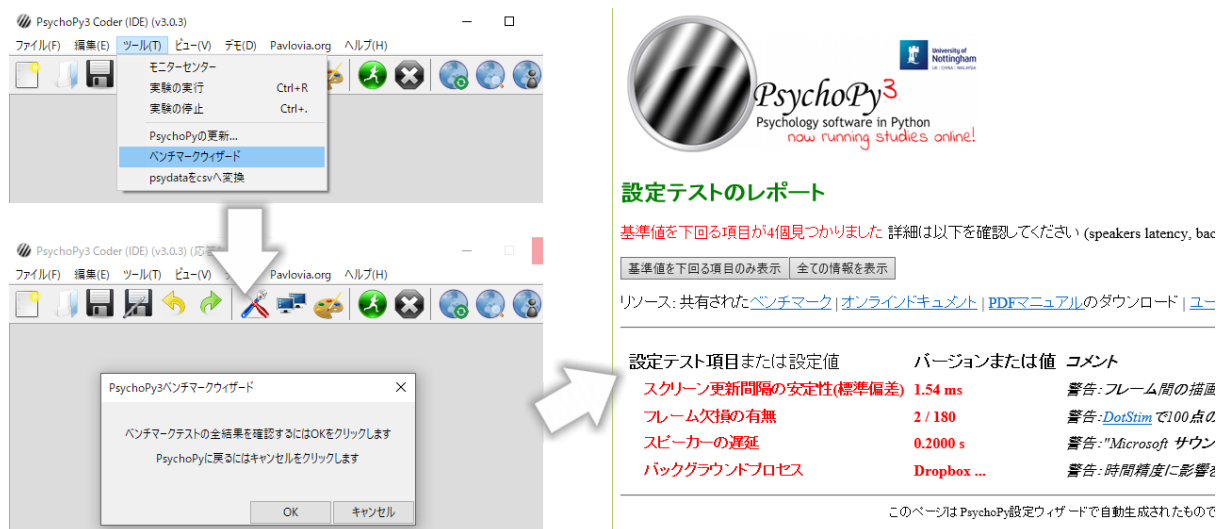 PsychoPy3 Coder (IDE) (v3.0.3)
ファイル(F) 編集(E) ツール(T) ビュー(V) デモ(D) Pavlovia.org ヘルプ(H)
モニターセンター
実験の実行 Ctrl+R
実験の停止 Ctrl+.
PsychoPyの更新...
ベンチマークウィザード
psydataをcsvへ変換
PsychoPy3 Coder (IDE) (v3.0.3) (応答
ファイル(F) 編集(E) ツール(T) ビュー(V) Pavlovia.org ヘルプ(H)
PsychoPy3ベンチマークウィザード
ベンチマークテストの全結果を確認するにはOKをクリックします
PsychoPyに戻るにはキャンセルをクリックします
OK キャンセル
University of
Nottingham
UK | CHINA | MALAYSIA
PsychoPy3
Psychology software in Python
now running studies online!
設定テストのレポート
基準値を下回る項目が4個見つかりました 詳細は以下を確認してください (speakers latency, bac
基準値を下回る項目のみ表示 全ての情報を表示
リソース: 共有されたベンチマーク | オンラインドキュメント | PDFマニュアルのダウンロード | ユー
設定テスト項目または設定値 バージョンまたは値 コメント
スクリーン更新間隔の安定性(標準偏差) 1.54 ms 警告: フレーム間の描画
フレーム欠損の有無 2 / 180 警告: DotStim で100点の
スピーカーの遅延 0.2000 s 警告: "Microsoft サウン
バックグラウンドプロセス Dropbox ... 警告: 時間精度に影響を
このページは PsychoPy設定ウィザードで自動生成されたもので